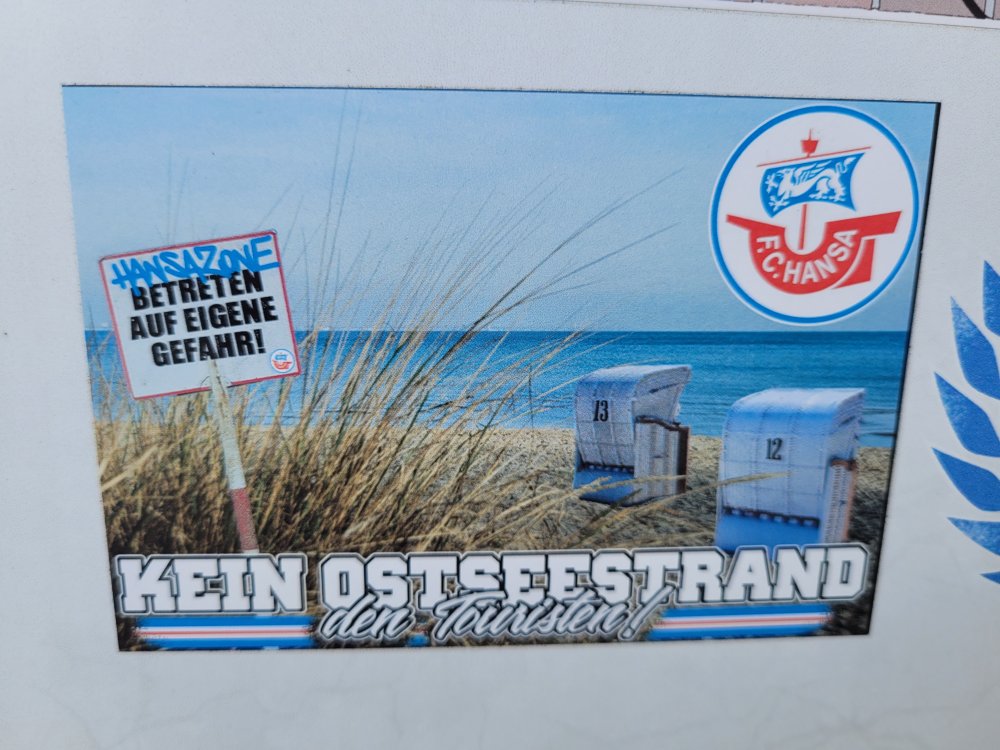 HANSAZONE
BETRETEN
AUF EIGENE
GEFAHR!
F.C. HANSA
13
12
KEIN OSTSEESTRAND
den Touristen!